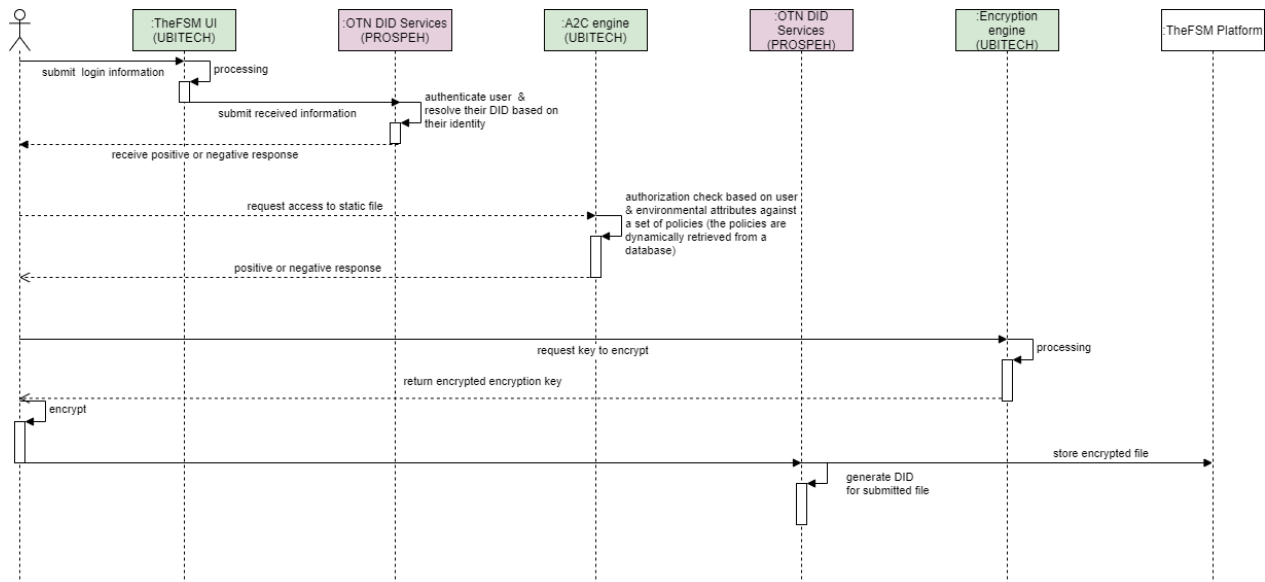 :TheFSM UI
(UBITECH)
:OTN DID Services
(PROSPEH)
:A2C engine
(UBITECH)
:OTN DID
Services
(PROSPEH)
:Encryption
engine
(UBITECH)
:TheFSM Platform
submit login information
processing
submit received information
authenticate user &
resolve their DID based on
their identity
receive positive or negative response
request access to static file
authorization check based on user
& environmental attributes against
a set of policies (the policies are
dynamically retrieved from a
database)
positive or negative response
request key to encrypt
processing
return encrypted encryption key
encrypt
store encrypted file
generate DID
for submitted file